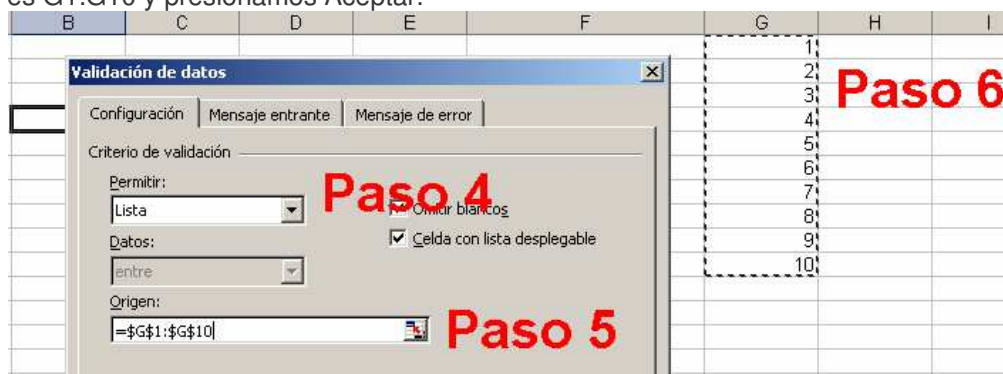 es G1:G10 y presionamos Aceptar.
B C D E F G H I
1
Validación de datos
2
3
Paso 6
Configuración Mensaje entrante Mensaje de error
4
5
Criterio de validación
6
Permitir:
Paso 4
7
Lista
Omitir blancos
8
Datos:
Celda con lista desplegable
9
entre
10
Origen:
=$G$1:$G$10
Paso 5